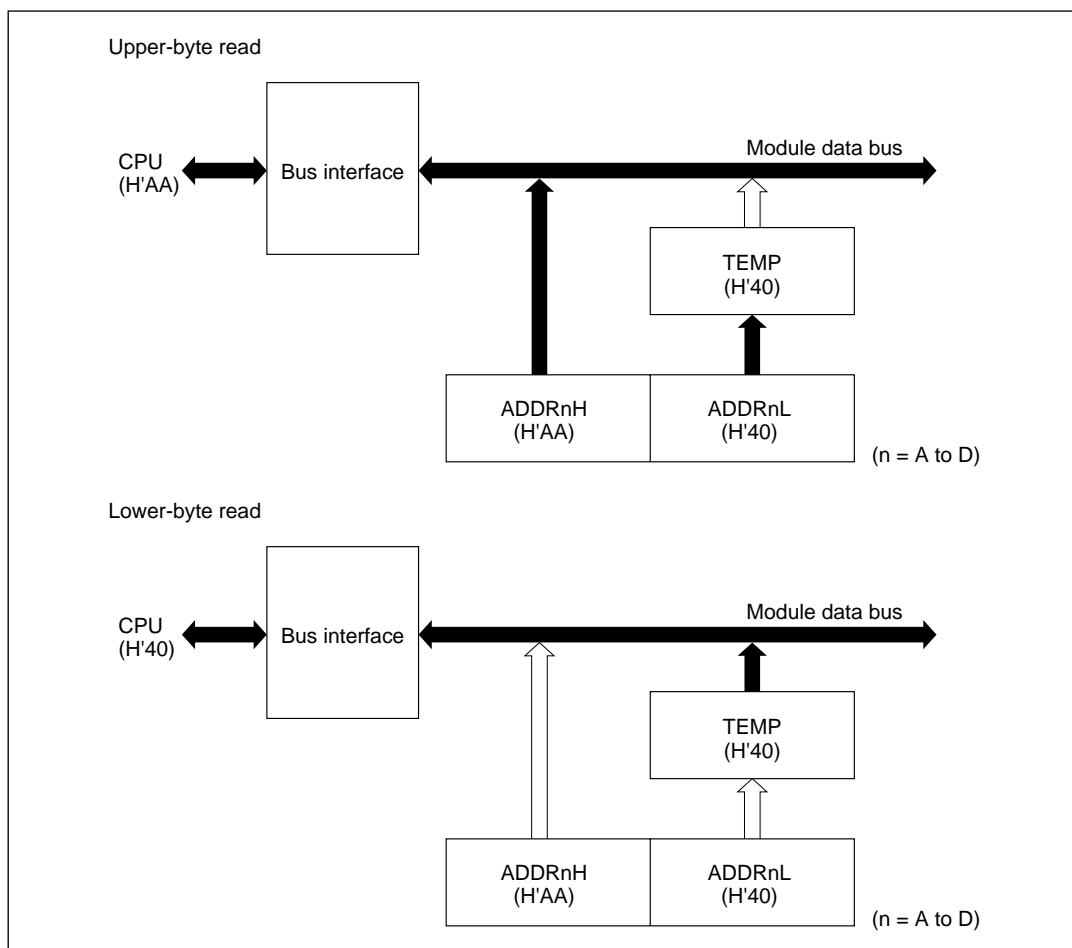 Upper-byte read
CPU
(H'AA)
Bus interface
Module data bus
TEMP
(H'40)
ADDRnH
(H'AA)
ADDRnL
(H'40)
(n = A to D)
Lower-byte read
CPU
(H'40)
Bus interface
Module data bus
TEMP
(H'40)
ADDRnH
(H'AA)
ADDRnL
(H'40)
(n = A to D)